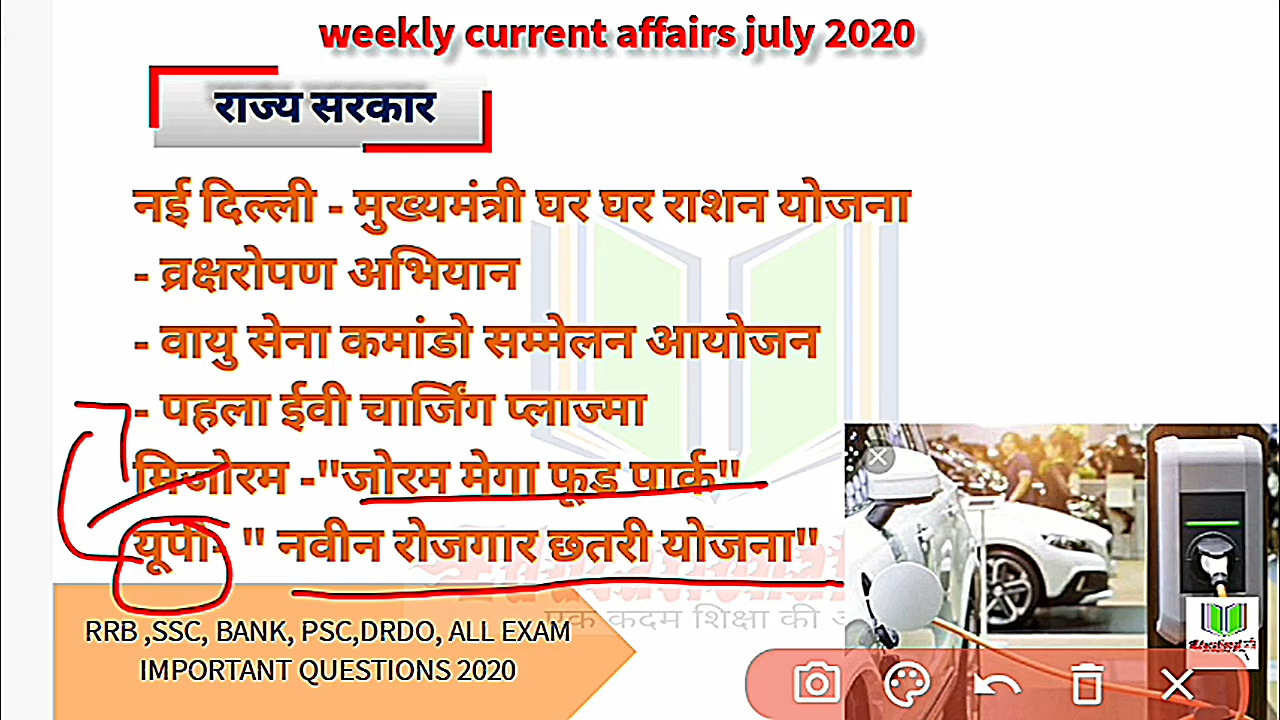 weekly current affairs july 2020
राज्य सरकार
नई दिल्ली - मुख्यमंत्री घर घर राशन योजना
- व्रक्षरोपण अभियान
- वायु सेना कमांडो सम्मेलन आयोजन
- पहला ईवी चार्जिंग प्लाज्मा
मिजोरम -"जोरम मेगा फूड पार्क"
यूपी- " नवीन रोजगार छतरी योजना"
एक कदम शिक्षा की
RRB ,SSC, BANK, PSC,DRDO, ALL EXAM
IMPORTANT QUESTIONS 2020